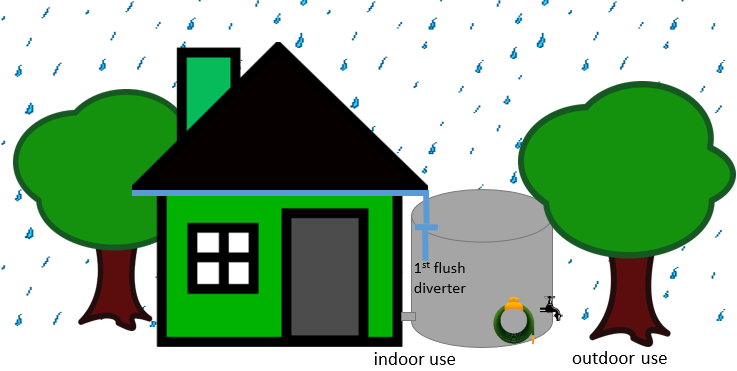 1st flush
diverter
indoor use
outdoor use